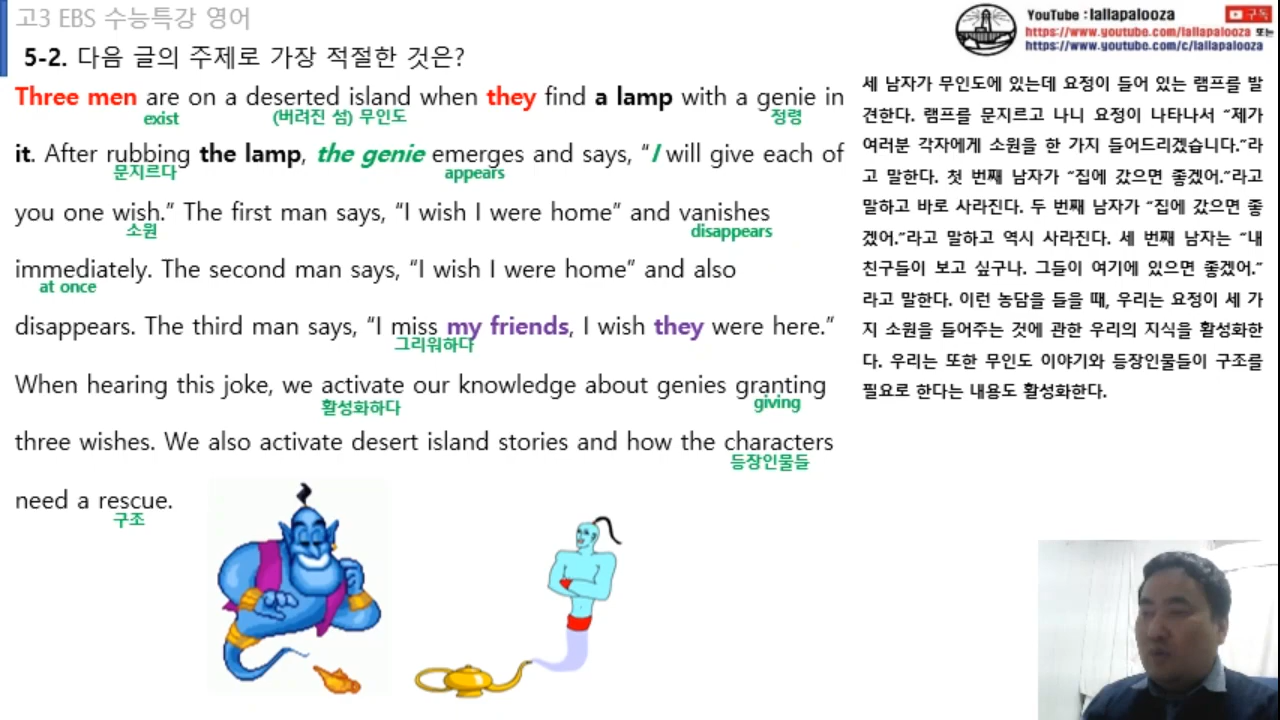 고3 EBS 수능특강 영어
YouTube : lallapalooza
구독
https://www.youtube.com/lallapalooza 또는
https://www.youtube.com/c/lallapalooza
5-2. 다음 글의 주제로 가장 적절한 것은?
Three men are on a deserted island when they find a lamp with a genie in
exist (버려진 섬) 무인도 정령
it. After rubbing the lamp, the genie emerges and says, “I will give each of
문지르다 appears
you one wish.” The first man says, “I wish I were home” and vanishes
소원 disappears
immediately. The second man says, “I wish I were home” and also
at once
disappears. The third man says, “I miss my friends, I wish they were here.”
그리워하다
When hearing this joke, we activate our knowledge about genies granting
활성화하다 giving
three wishes. We also activate desert island stories and how the characters
등장인물들
need a rescue.
구조
세 남자가 무인도에 있는데 요정이 들어 있는 램프를 발
견한다. 램프를 문지르고 나니 요정이 나타나서 “제가
여러분 각자에게 소원을 한 가지 들어드리겠습니다.”라
고 말한다. 첫 번째 남자가 “집에 갔으면 좋겠어.”라고
말하고 바로 사라진다. 두 번째 남자가 “집에 갔으면 좋
겠어.”라고 말하고 역시 사라진다. 세 번째 남자는 “내
친구들이 보고 싶구나. 그들이 여기에 있으면 좋겠어.”
라고 말한다. 이런 농담을 들을 때, 우리는 요정이 세 가
지 소원을 들어주는 것에 관한 우리의 지식을 활성화한
다. 우리는 또한 무인도 이야기와 등장인물들이 구조를
필요로 한다는 내용도 활성화한다.